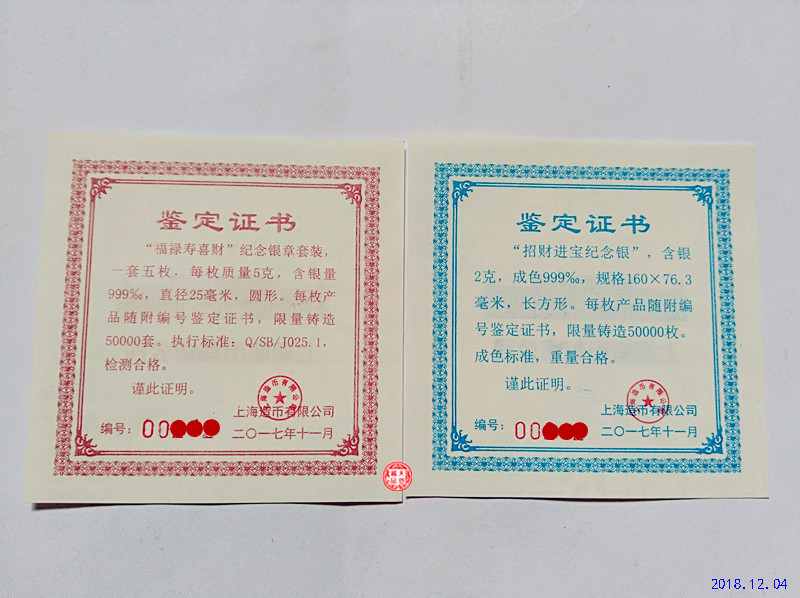 鉴定证书
“福禄寿喜财”纪念银章套装，
一套五枚，每枚质量5克，含银量
999‰，直径25毫米，圆形。每枚产
品随附编号鉴定证书，限量铸造
50000套。执行标准：Q/SB/J025.1，
检测合格。
谨此证明。
上海造币有限公司
编号：00
二〇一七年十一月
鉴定证书
“招财进宝纪念银”，含银
2克，成色999‰，规格160×76.3
毫米，长方形。每枚产品随附编
号鉴定证书，限量铸造50000枚。
成色标准，重量合格。
谨此证明。
上海造币有限公司
编号：00
二〇一七年十一月
2018.12.04